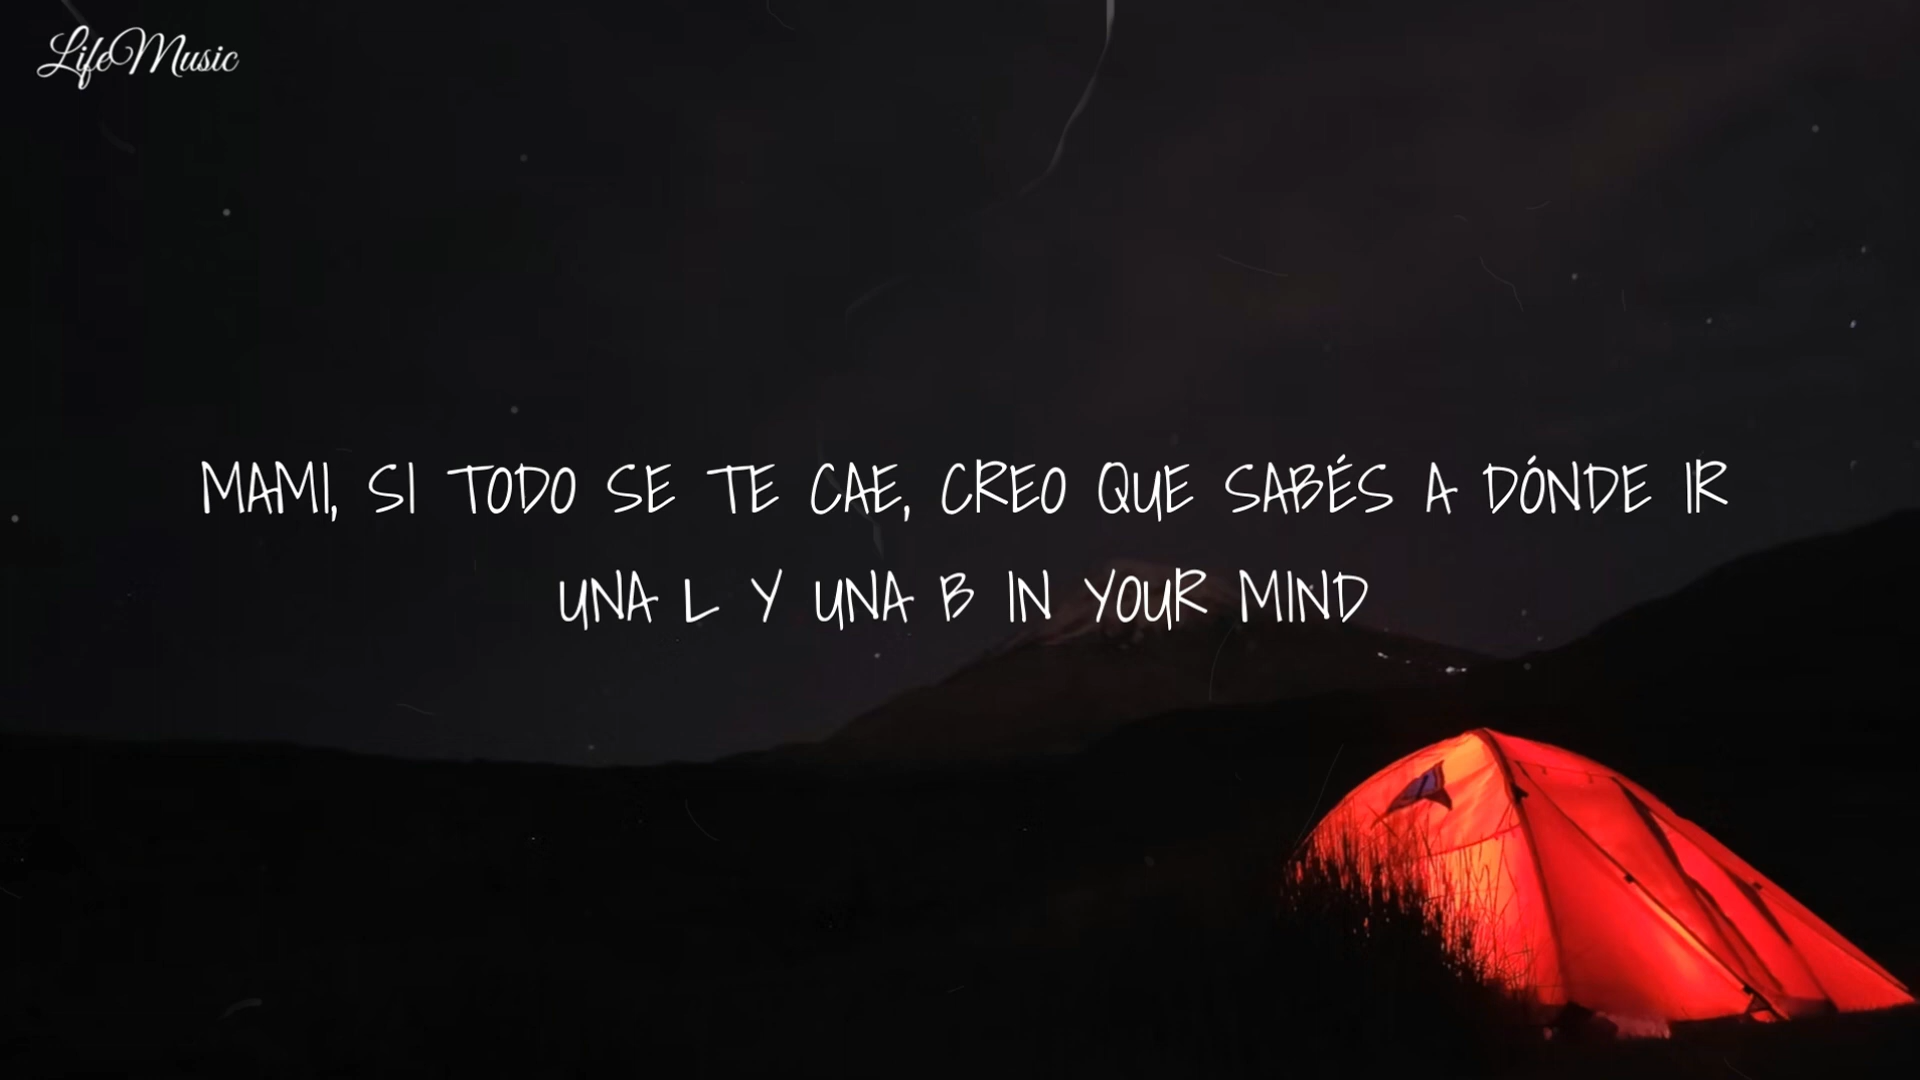 LifeMusic
MAMI, SI TODO SE TE CAE, CREO QUE SABÉS A DÓNDE IR
UNA L Y UNA B IN YOUR MIND